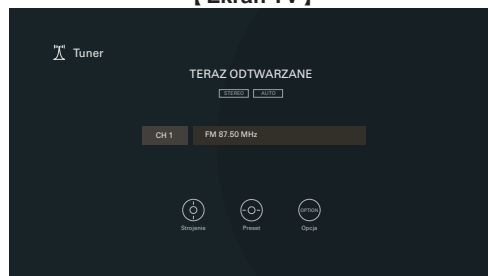 【 Ekran TV 】
Tuner
TERAZ ODTWARZANE
STEREO AUTO
CH 1 FM 87.50 MHz
OPTION
Strojenie Preset Opcja